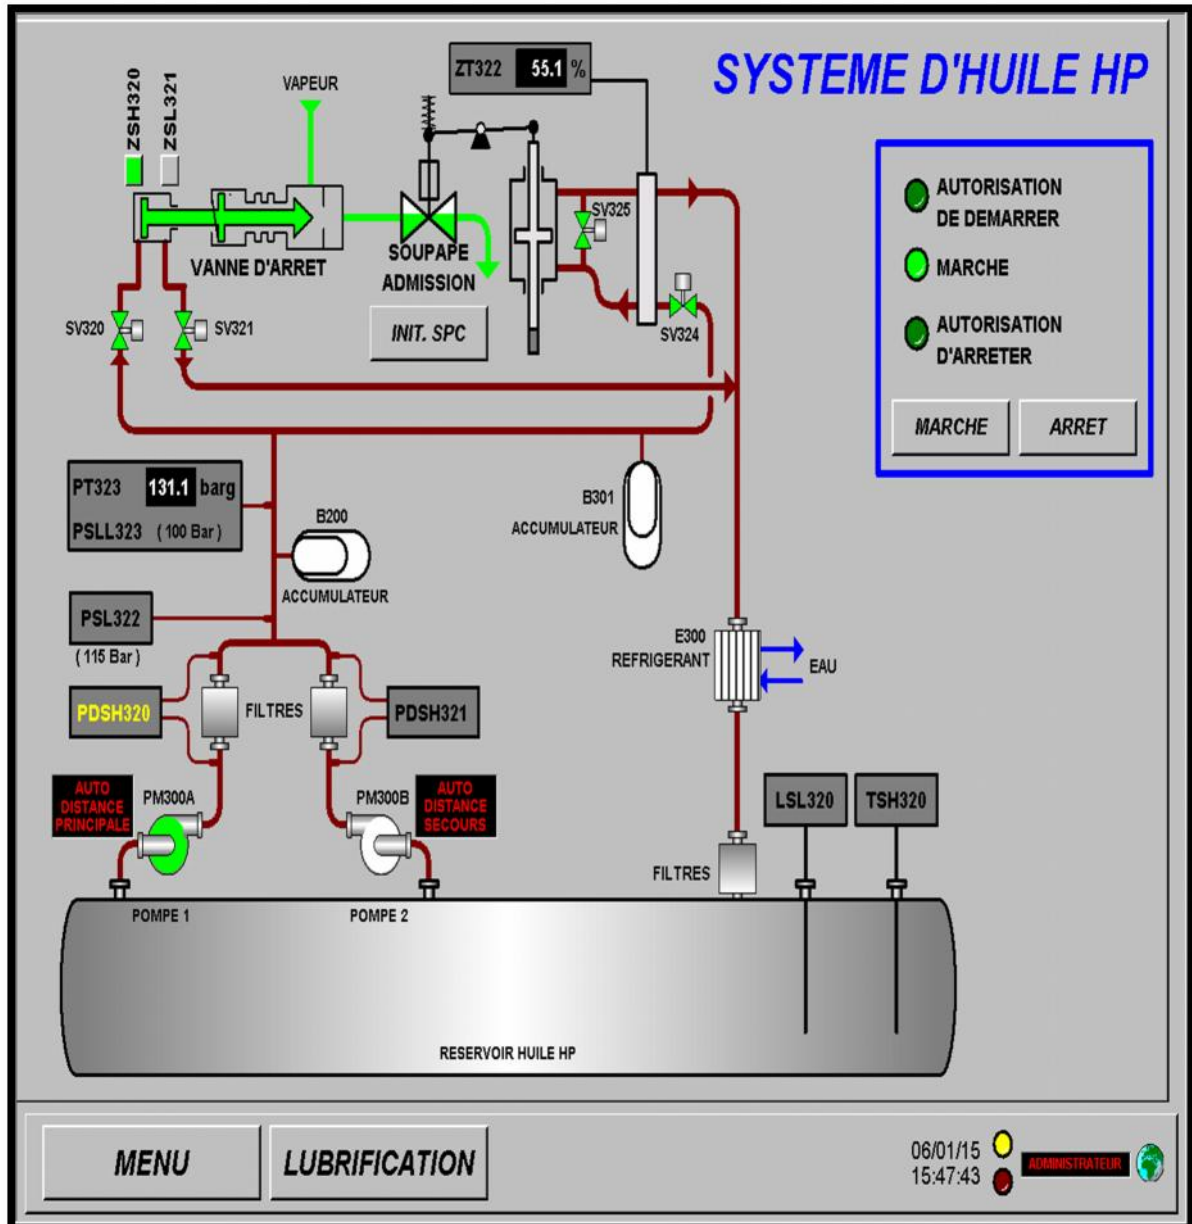 SYSTEME D'HUILE HP
ZSH320
ZSL321
VAPEUR
ZT322 55.1 %
AUTORISATION
DE DEMARRER
MARCHE
AUTORISATION
D'ARRETER
MARCHE
ARRET
VANNE D'ARRET
SOUPAPE
ADMISSION
INIT. SPC
SV325
SV324
SV320
SV321
PT323 131.1 barg
PSLL323 ( 100 Bar )
B200
ACCUMULATEUR
B301
ACCUMULATEUR
PSL322
( 115 Bar )
E300
REFRIGERANT
EAU
PDSH320
FILTRES
PDSH321
AUTO
DISTANCE
PRINCIPALE
PM300A
PM300B
AUTO
DISTANCE
SECOURS
LSL320
TSH320
FILTRES
POMPE 1
POMPE 2
RESERVOIR HUILE HP
MENU
LUBRIFICATION
06/01/15
15:47:43
ADMINISTRATEUR